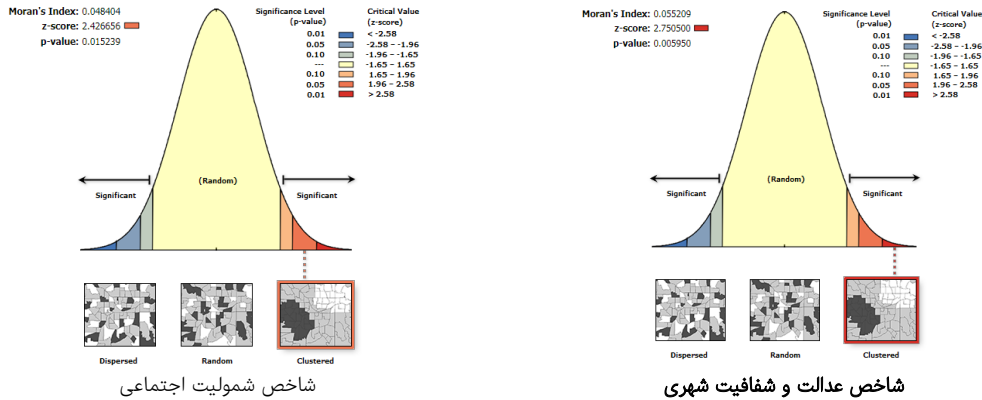 Moran's Index: 0.048404
z-score: 2.426656
p-value: 0.015239
Significance Level (p-value)
Critical Value (z-score)
0.01 < -2.58
0.05 -2.58 – -1.96
0.10 -1.96 – -1.65
--- -1.65 – 1.65
0.10 1.65 – 1.96
0.05 1.96 – 2.58
0.01 > 2.58
Significant
(Random)
Significant
Dispersed
Random
Clustered
شاخص شمولیت اجتماعی
Moran's Index: 0.055209
z-score: 2.750500
p-value: 0.005950
Significance Level (p-value)
Critical Value (z-score)
0.01 < -2.58
0.05 -2.58 – -1.96
0.10 -1.96 – -1.65
--- -1.65 – 1.65
0.10 1.65 – 1.96
0.05 1.96 – 2.58
0.01 > 2.58
Significant
(Random)
Significant
Dispersed
Random
Clustered
شاخص عدالت و شفافیت شهری